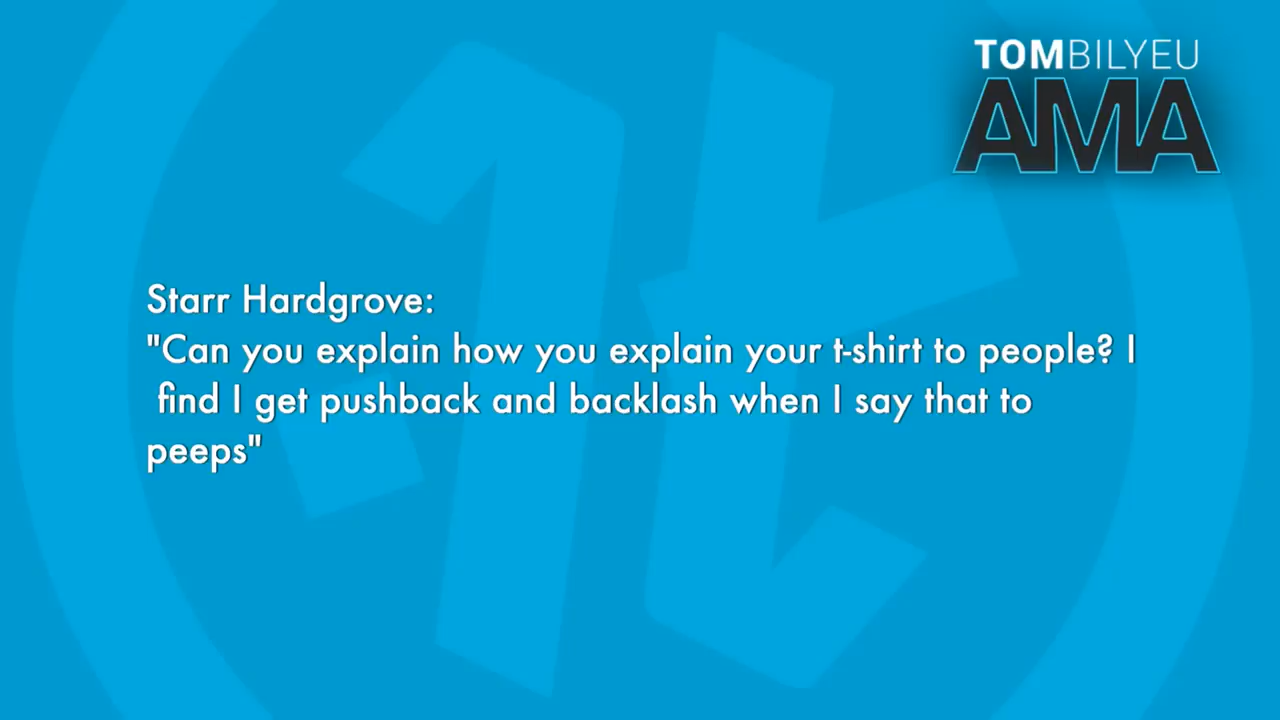 TOMBILYEU
AMA
Starr Hardgrove:
"Can you explain how you explain your t-shirt to people? I
find I get pushback and backlash when I say that to
peeps"